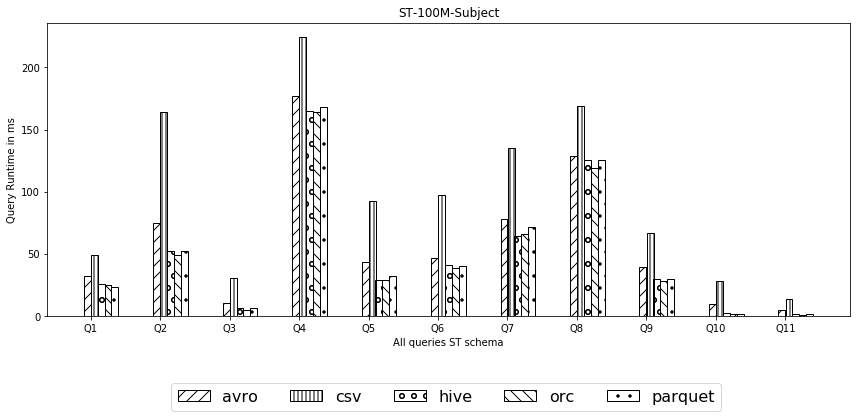 ST-100M-Subject
Query Runtime in ms
200
150
100
50
0
Q1 Q2 Q3 Q4 Q5 Q6 Q7 Q8 Q9 Q10 Q11
All queries ST schema
avro csv hive orc parquet